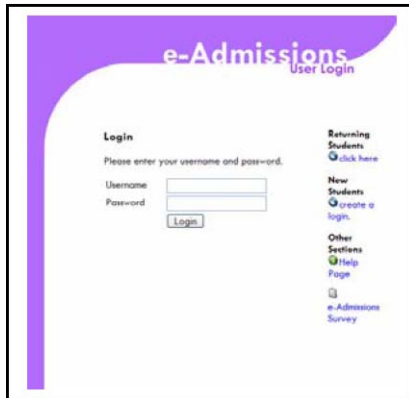 e-Admissions
User Login
Login
Please enter your username and password.
Username
Password
Login
Returning
Students
click here
New
Students
create a
login.
Other
Sections
Help
Page
e-Admissions
Survey